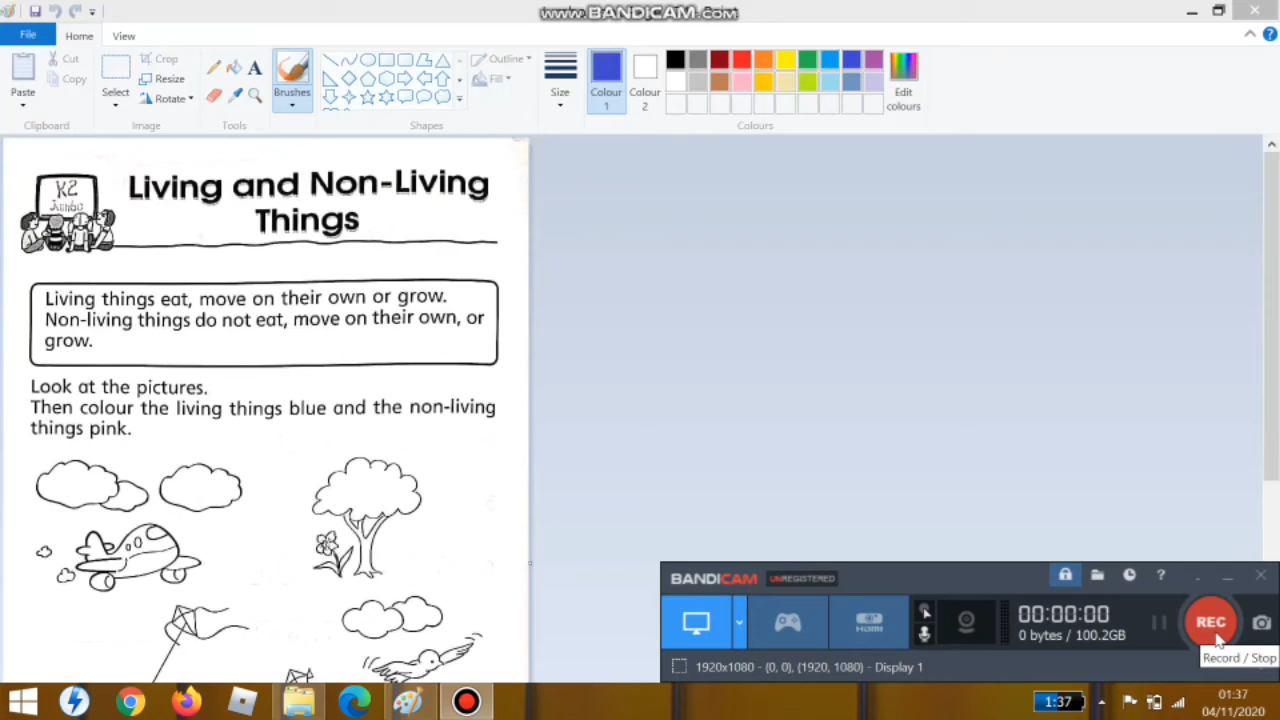 www.BANDICAM.com
File
Home
View
Cut
Copy
Paste
Clipboard
Select
Crop
Resize
Rotate
Image
A
Tools
Brushes
Outline
Fill
Shapes
Size
Colour
1
Colour
2
Edit
colours
Colours
K2
Jumbo
Living and Non-Living
Things
Living things eat, move on their own or grow.
Non-living things do not eat, move on their own, or
grow.
Look at the pictures.
Then colour the living things blue and the non-living
things pink.
BANDICAM UNREGISTERED
HDMI
00:00:00
0 bytes / 100.2GB
REC
Record / Stop
1920x1080 - (0, 0), (1920, 1080) - Display 1
1:37
01:37
04/11/2020